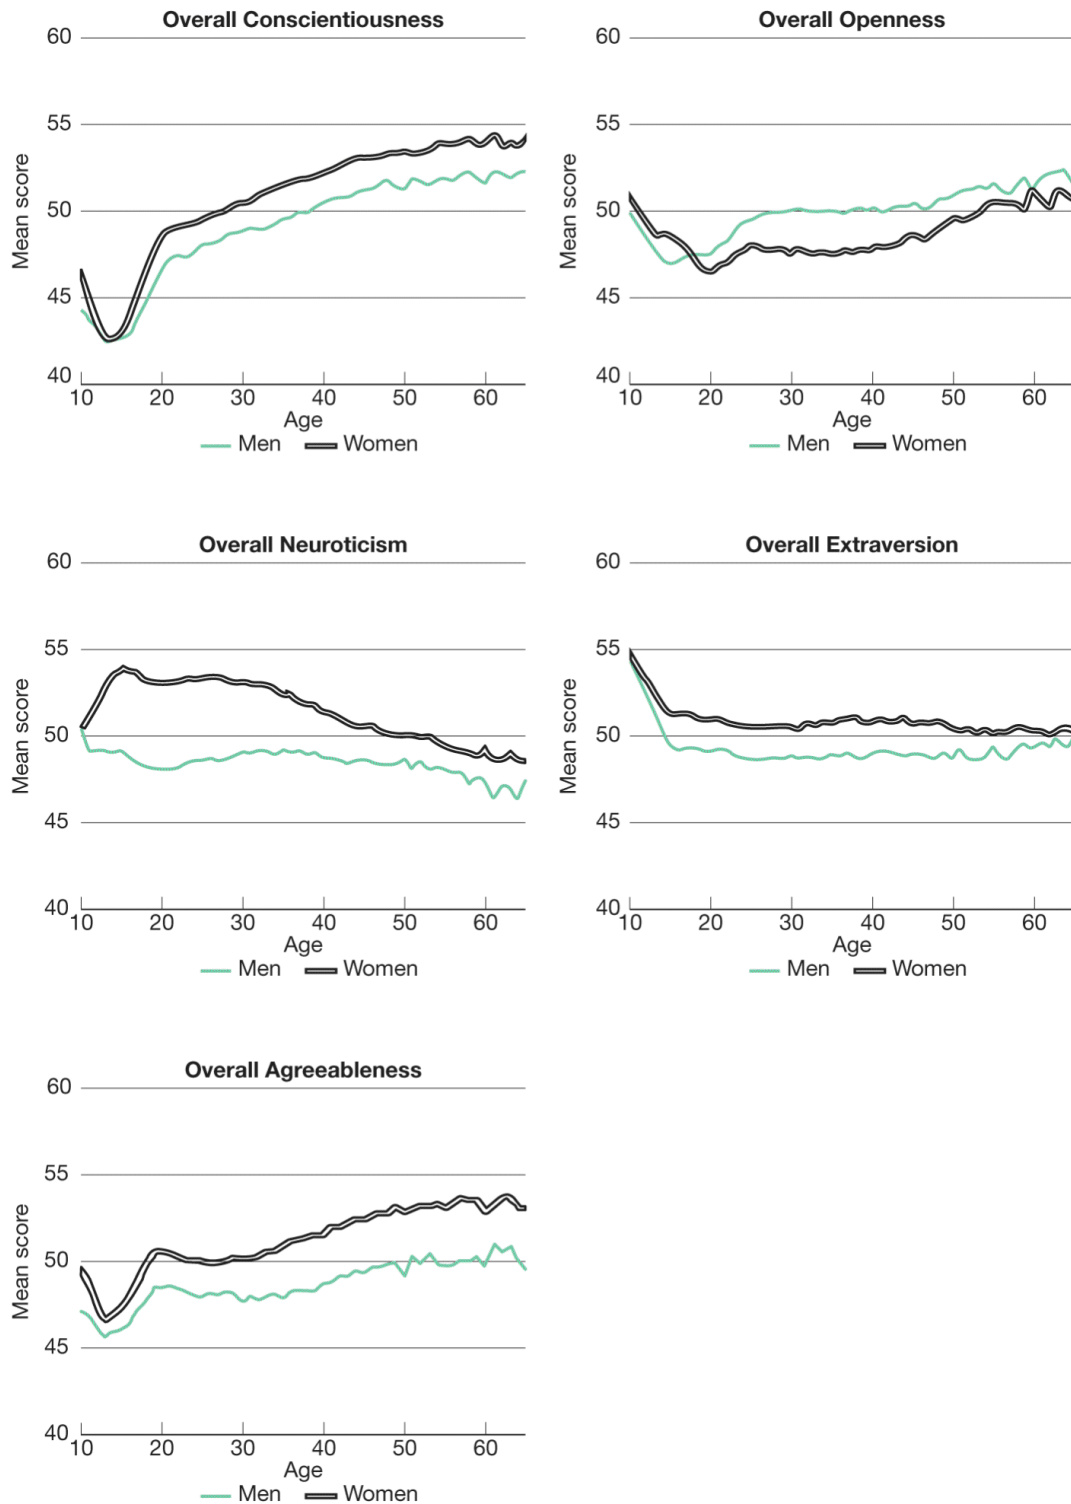 Overall Conscientiousness
60
55
50
45
40
Mean score
10 20 30 40 50 60
Age
Men Women
Overall Openness
60
55
50
45
40
Mean score
10 20 30 40 50 60
Age
Men Women
Overall Neuroticism
60
55
50
45
40
Mean score
10 20 30 40 50 60
Age
Men Women
Overall Extraversion
60
55
50
45
40
Mean score
10 20 30 40 50 60
Age
Men Women
Overall Agreeableness
60
55
50
45
40
Mean score
10 20 30 40 50 60
Age
Men Women